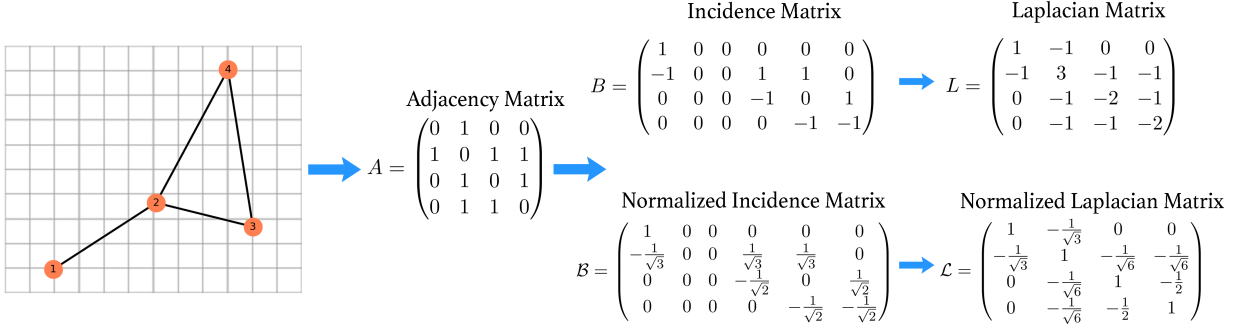 4
2
3
1
Adjacency Matrix
A =
0 1 0 0
1 0 1 1
0 1 0 1
0 1 1 0
Incidence Matrix
B =
1 0 0 0 0 0
−1 0 0 1 1 0
0 0 0 −1 0 1
0 0 0 0 −1 −1
Laplacian Matrix
L =
1 −1 0 0
−1 3 −1 −1
0 −1 −2 −1
0 −1 −1 −2
Normalized Incidence Matrix
ℬ =
1 0 0 0 0 0
−1/√3 0 0 1/√3 1/√3 0
0 0 0 −1/√2 0 1/√2
0 0 0 0 −1/√2 −1/√2
Normalized Laplacian Matrix
ℒ =
1 −1/√3 0 0
−1/√3 1 −1/√6 −1/√6
0 −1/√6 1 −1/2
0 −1/√6 −1/2 1